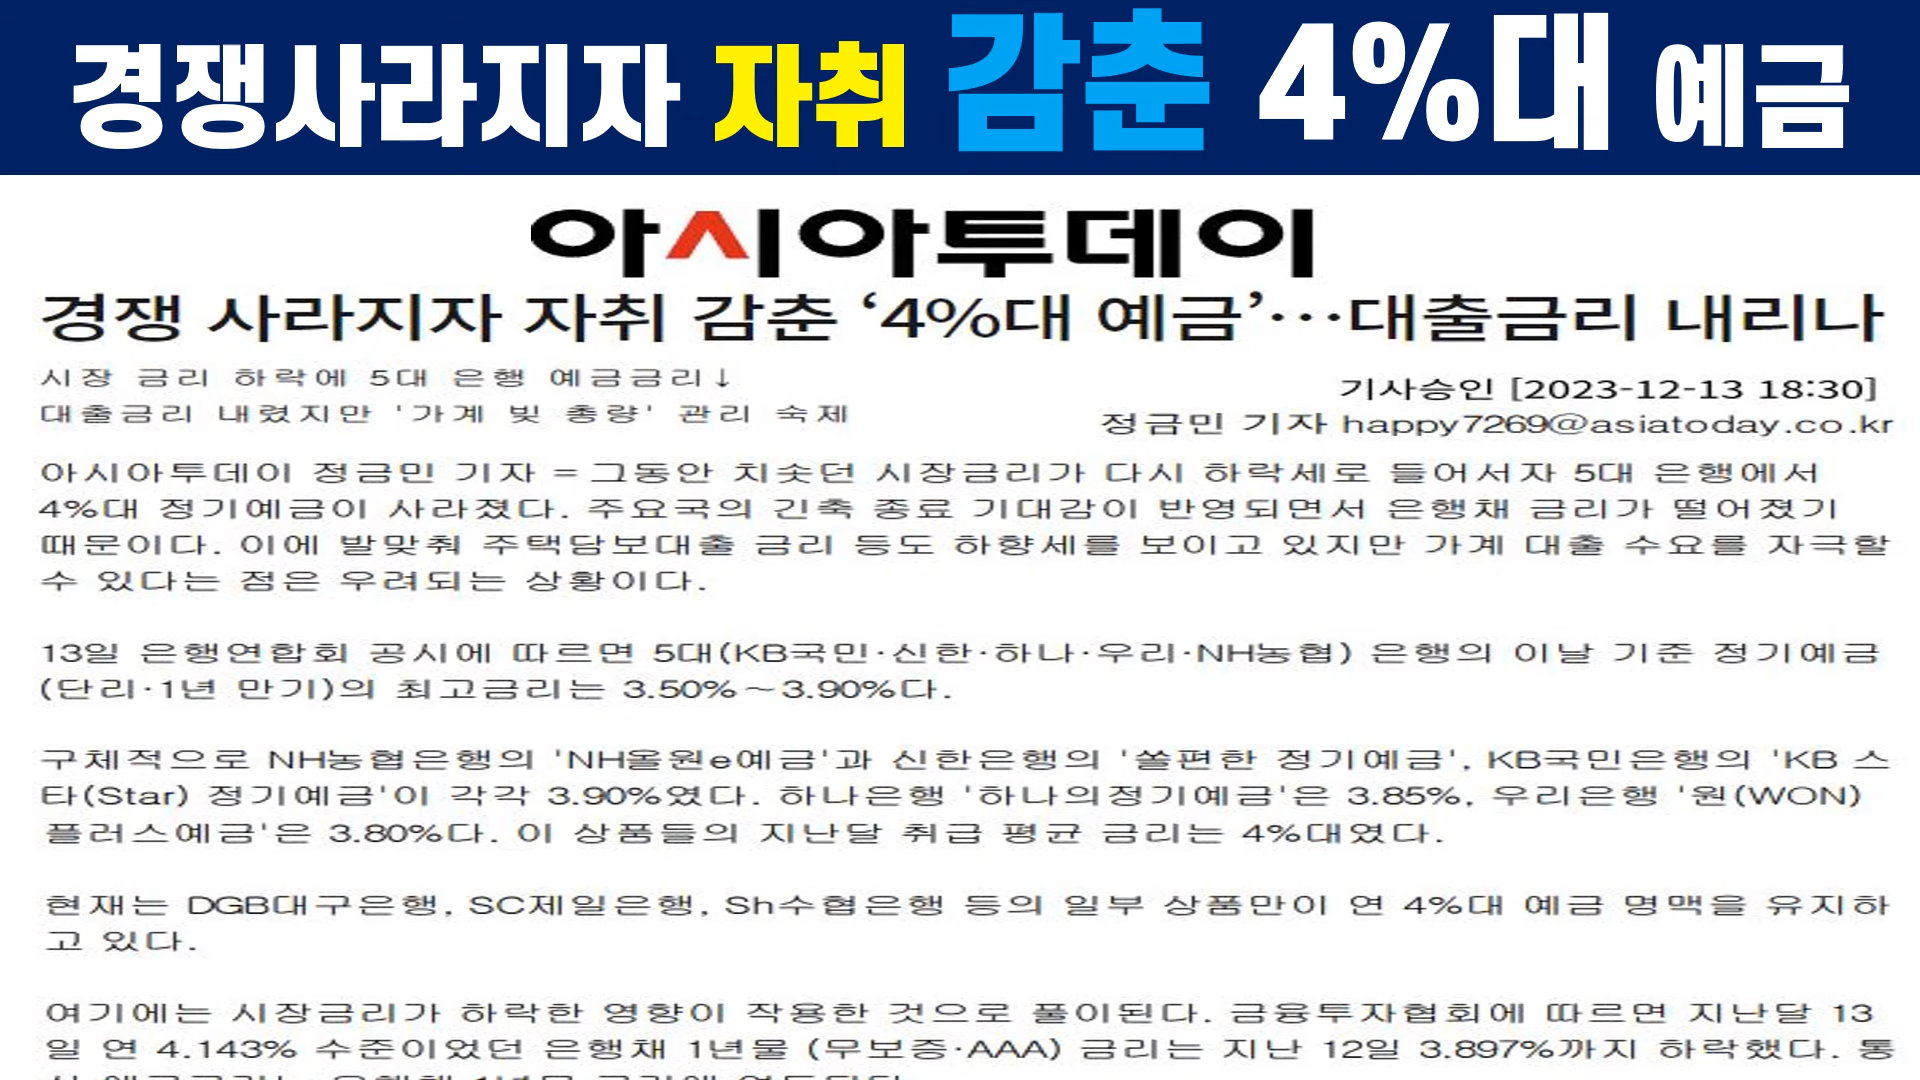 경쟁사라지자 자취 감춘 4%대 예금
아시아투데이
경쟁 사라지자 자취 감춘 ‘4%대 예금’…대출금리 내리나
시장 금리 하락에 5대 은행 예금금리↓
대출금리 내렸지만 '가계 빚 총량' 관리 숙제
기사승인 [2023-12-13 18:30]
정금민 기자 happy7269@asiatoday.co.kr
아시아투데이 정금민 기자 = 그동안 치솟던 시장금리가 다시 하락세로 들어서자 5대 은행에서
4%대 정기예금이 사라졌다. 주요국의 긴축 종료 기대감이 반영되면서 은행채 금리가 떨어졌기
때문이다. 이에 발맞춰 주택담보대출 금리 등도 하향세를 보이고 있지만 가계 대출 수요를 자극할
수 있다는 점은 우려되는 상황이다.
13일 은행연합회 공시에 따르면 5대(KB국민·신한·하나·우리·NH농협) 은행의 이날 기준 정기예금
(단리·1년 만기)의 최고금리는 3.50%~3.90%다.
구체적으로 NH농협은행의 'NH올원e예금'과 신한은행의 '쏠편한 정기예금', KB국민은행의 'KB 스
타(Star) 정기예금'이 각각 3.90%였다. 하나은행 '하나의정기예금'은 3.85%, 우리은행 '원(WON)
플러스예금'은 3.80%다. 이 상품들의 지난달 취급 평균 금리는 4%대였다.
현재는 DGB대구은행, SC제일은행, Sh수협은행 등의 일부 상품만이 연 4%대 예금 명맥을 유지하
고 있다.
여기에는 시장금리가 하락한 영향이 작용한 것으로 풀이된다. 금융투자협회에 따르면 지난달 13
일 연 4.143% 수준이었던 은행채 1년물 (무보증·AAA) 금리는 지난 12일 3.897%까지 하락했다. 통